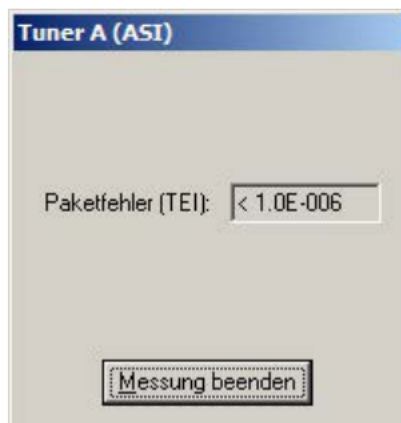 Tuner A (ASI)
Paketfehler (TEI): < 1.0E-006
Messung beenden